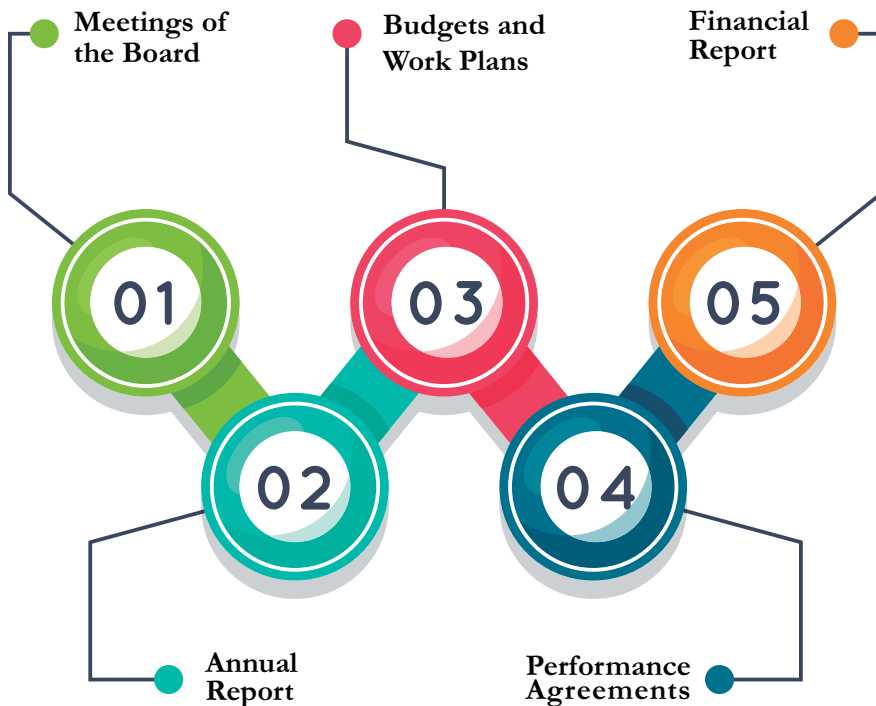 Meetings of
the Board
Budgets and
Work Plans
Financial
Report
01
03
05
02
04
Annual
Report
Performance
Agreements